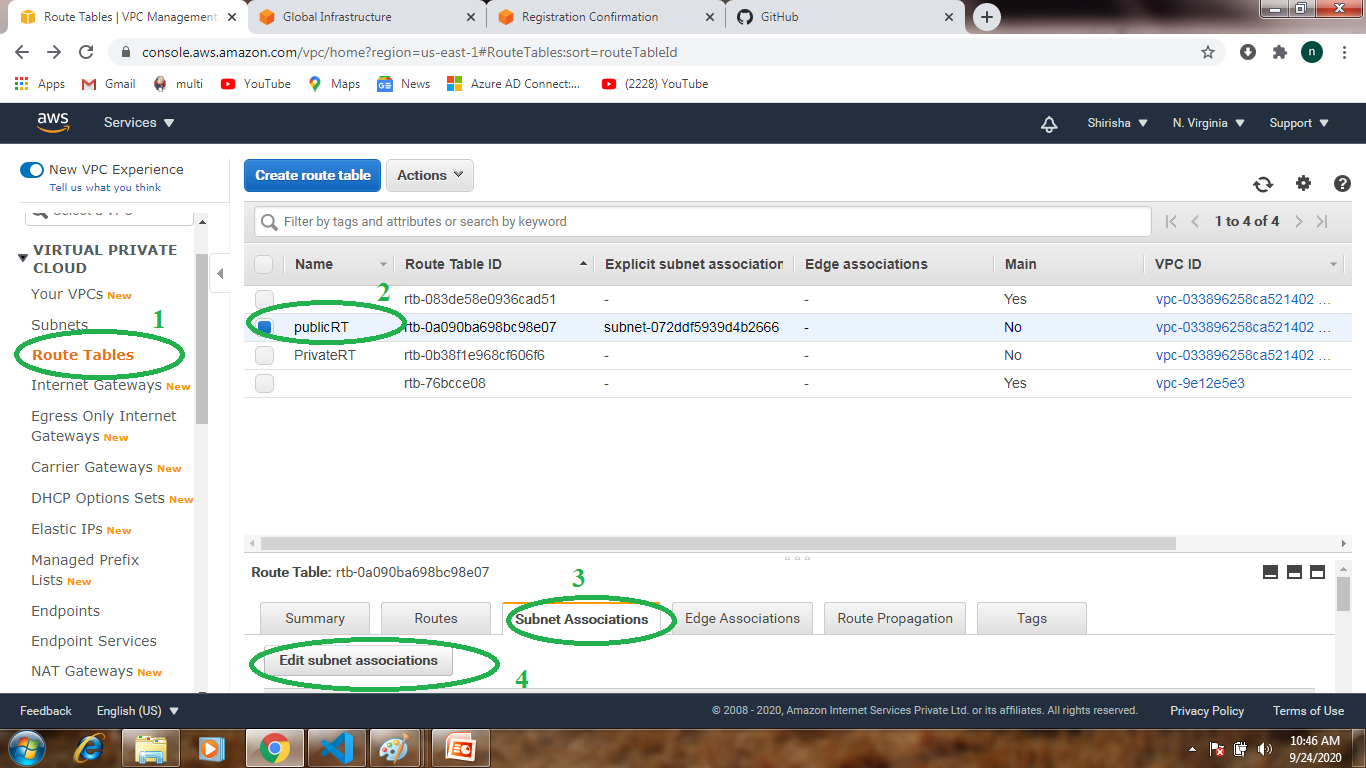 Route Tables | VPC Management
Global Infrastructure
Registration Confirmation
GitHub
console.aws.amazon.com/vpc/home?region=us-east-1#RouteTables:sort=routeTableId
n
Apps
Gmail
multi
YouTube
Maps
News
Azure AD Connect:...
(2228) YouTube
aws
Services
Shirisha
N. Virginia
Support
New VPC Experience
Tell us what you think
Select a VPC
VIRTUAL PRIVATE
CLOUD
Your VPCs New
Subnets
1
Route Tables
Internet Gateways New
Egress Only Internet
Gateways New
Carrier Gateways New
DHCP Options Sets New
Elastic IPs New
Managed Prefix
Lists New
Endpoints
Endpoint Services
NAT Gateways New
Create route table
Actions
Filter by tags and attributes or search by keyword
1 to 4 of 4
Name Route Table ID Explicit subnet association Edge associations Main VPC ID
2
rtb-083de58e0936cad51 - - Yes vpc-033896258ca521402 ...
publicRT rtb-0a090ba698bc98e07 subnet-072ddf5939d4b2666 - No vpc-033896258ca521402 ...
PrivateRT rtb-0b38f1e968cf606f6 - - No vpc-033896258ca521402 ...
rtb-76bcce08 - - Yes vpc-9e12e5e3
Route Table: rtb-0a090ba698bc98e07
3
Summary Routes Subnet Associations Edge Associations Route Propagation Tags
Edit subnet associations
4
Feedback
English (US)
© 2008 - 2020, Amazon Internet Services Private Ltd. or its affiliates. All rights reserved.
Privacy Policy
Terms of Use
10:46 AM
9/24/2020